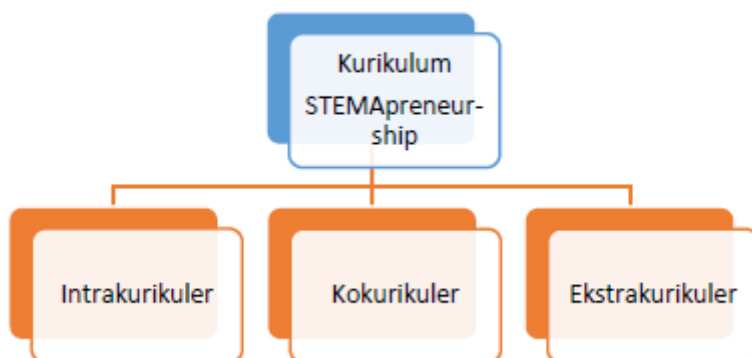 Kurikulum
STEMApreneur-
ship
Intrakurikuler
Kokurikuler
Ekstrakurikuler